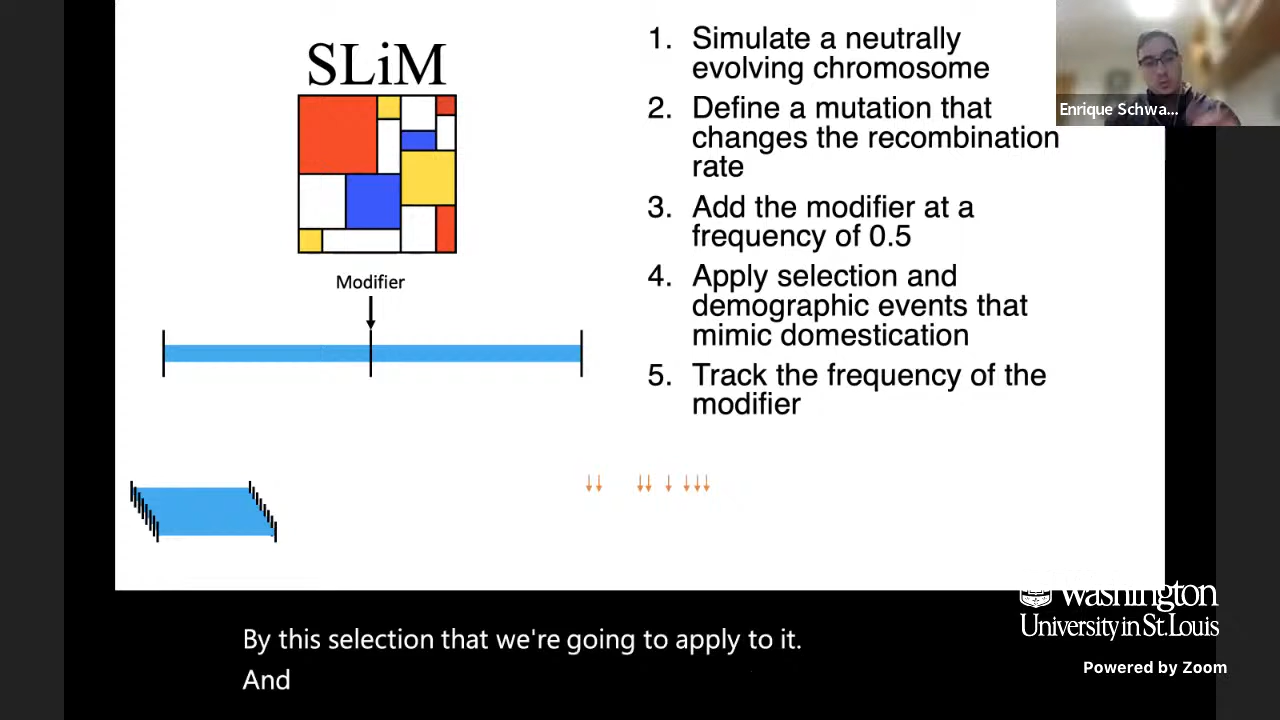 SLiM
Modifier
1. Simulate a neutrally
evolving chromosome
2. Define a mutation that
changes the recombination
rate
3. Add the modifier at a
frequency of 0.5
4. Apply selection and
demographic events that
mimic domestication
5. Track the frequency of the
modifier
Enrique Schwa...
By this selection that we're going to apply to it.
And
Washington
University in St. Louis
Powered by Zoom